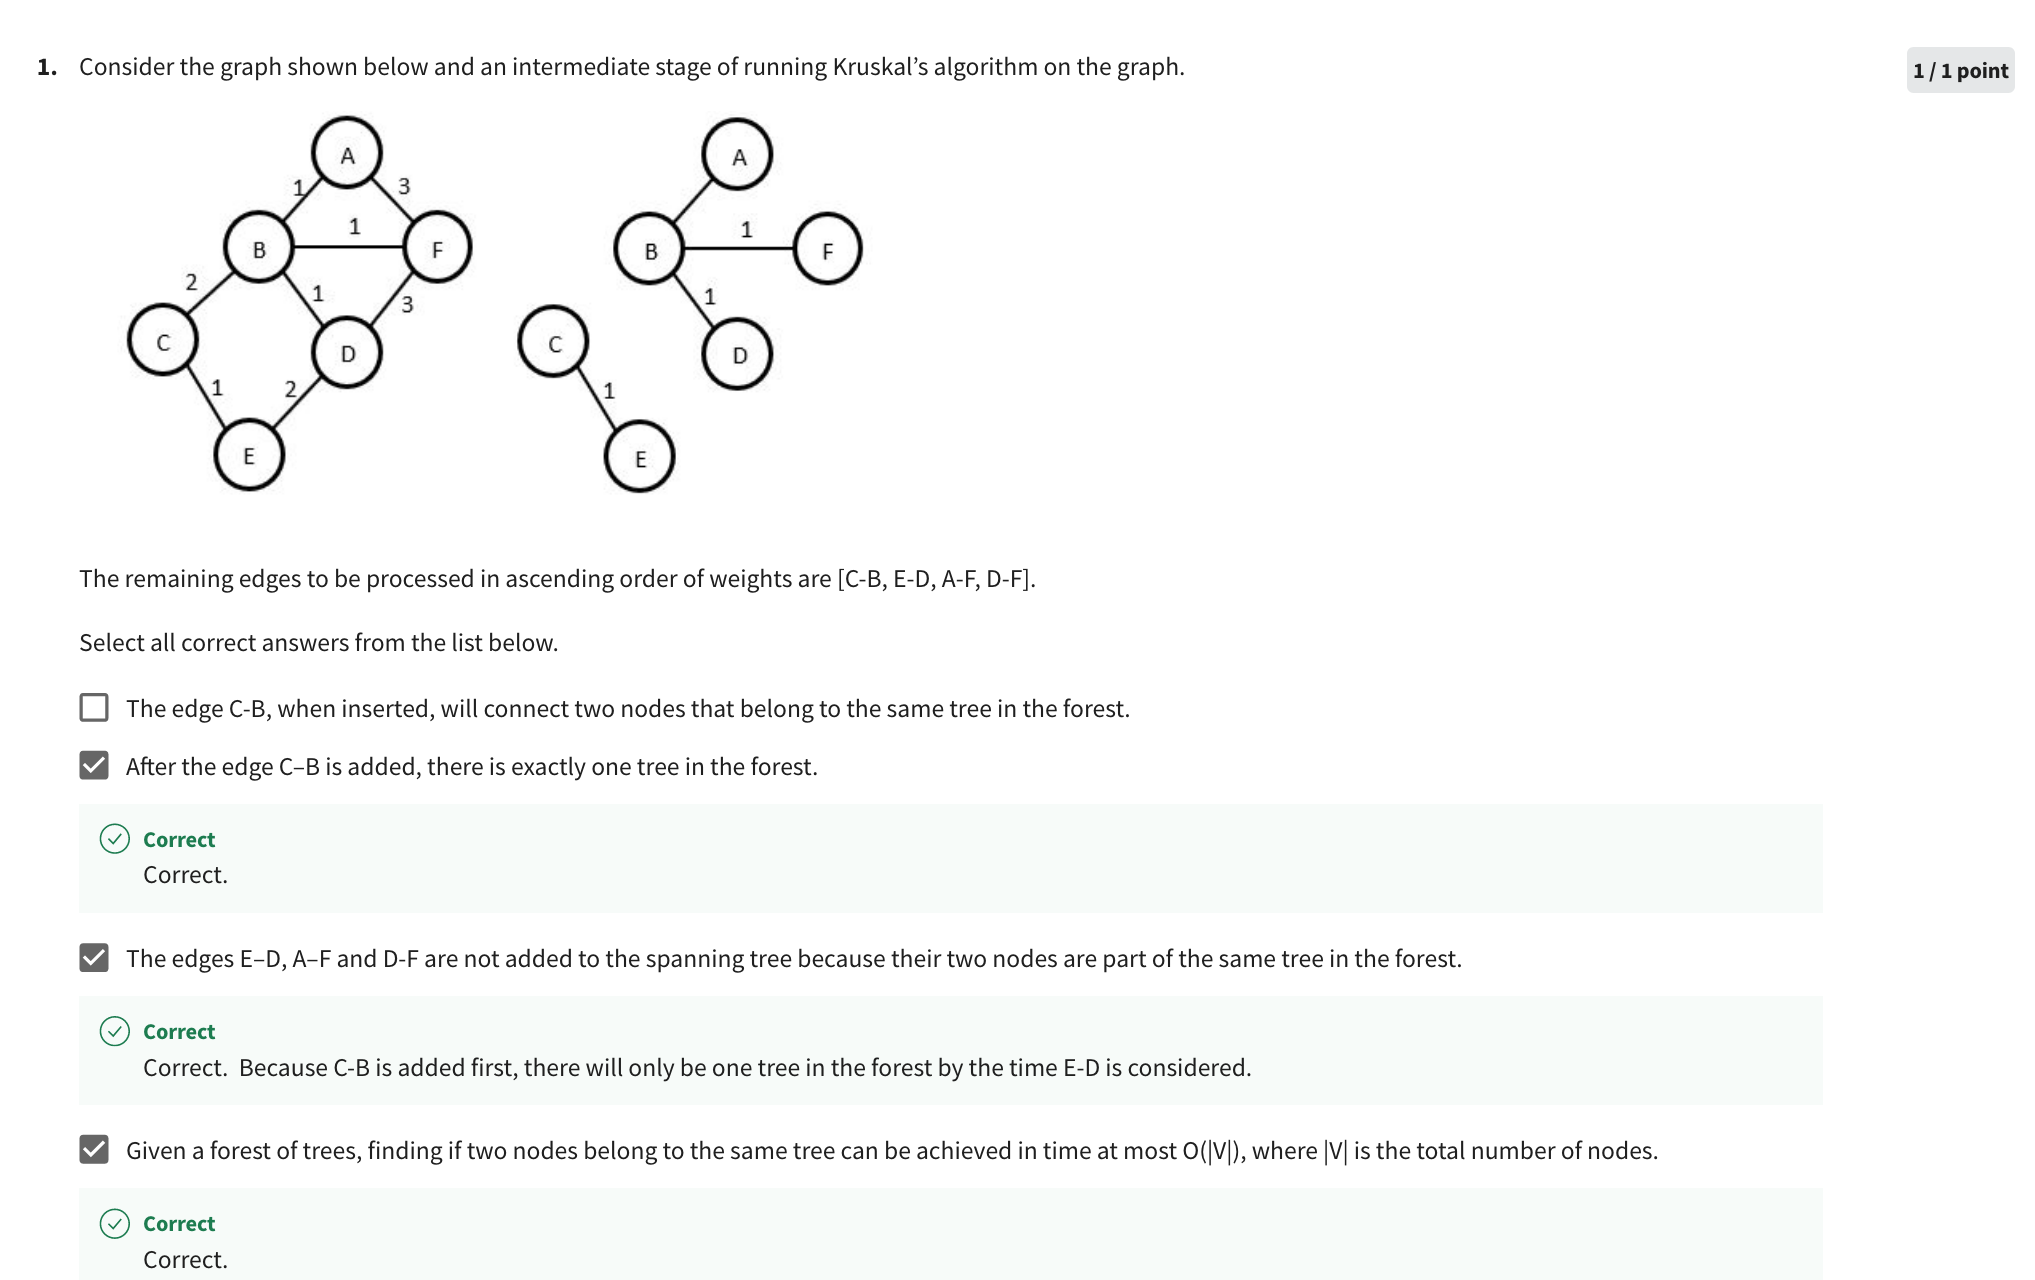 1. Consider the graph shown below and an intermediate stage of running Kruskal’s algorithm on the graph.
1 / 1 point
A
A
1
3
1
1
B
F
B
F
2
1
1
3
C
D
C
D
1
2
1
E
E
The remaining edges to be processed in ascending order of weights are [C-B, E-D, A-F, D-F].
Select all correct answers from the list below.
The edge C-B, when inserted, will connect two nodes that belong to the same tree in the forest.
After the edge C–B is added, there is exactly one tree in the forest.
Correct
Correct.
The edges E–D, A–F and D-F are not added to the spanning tree because their two nodes are part of the same tree in the forest.
Correct
Correct.  Because C-B is added first, there will only be one tree in the forest by the time E-D is considered.
Given a forest of trees, finding if two nodes belong to the same tree can be achieved in time at most O(|V|), where |V| is the total number of nodes.
Correct
Correct.